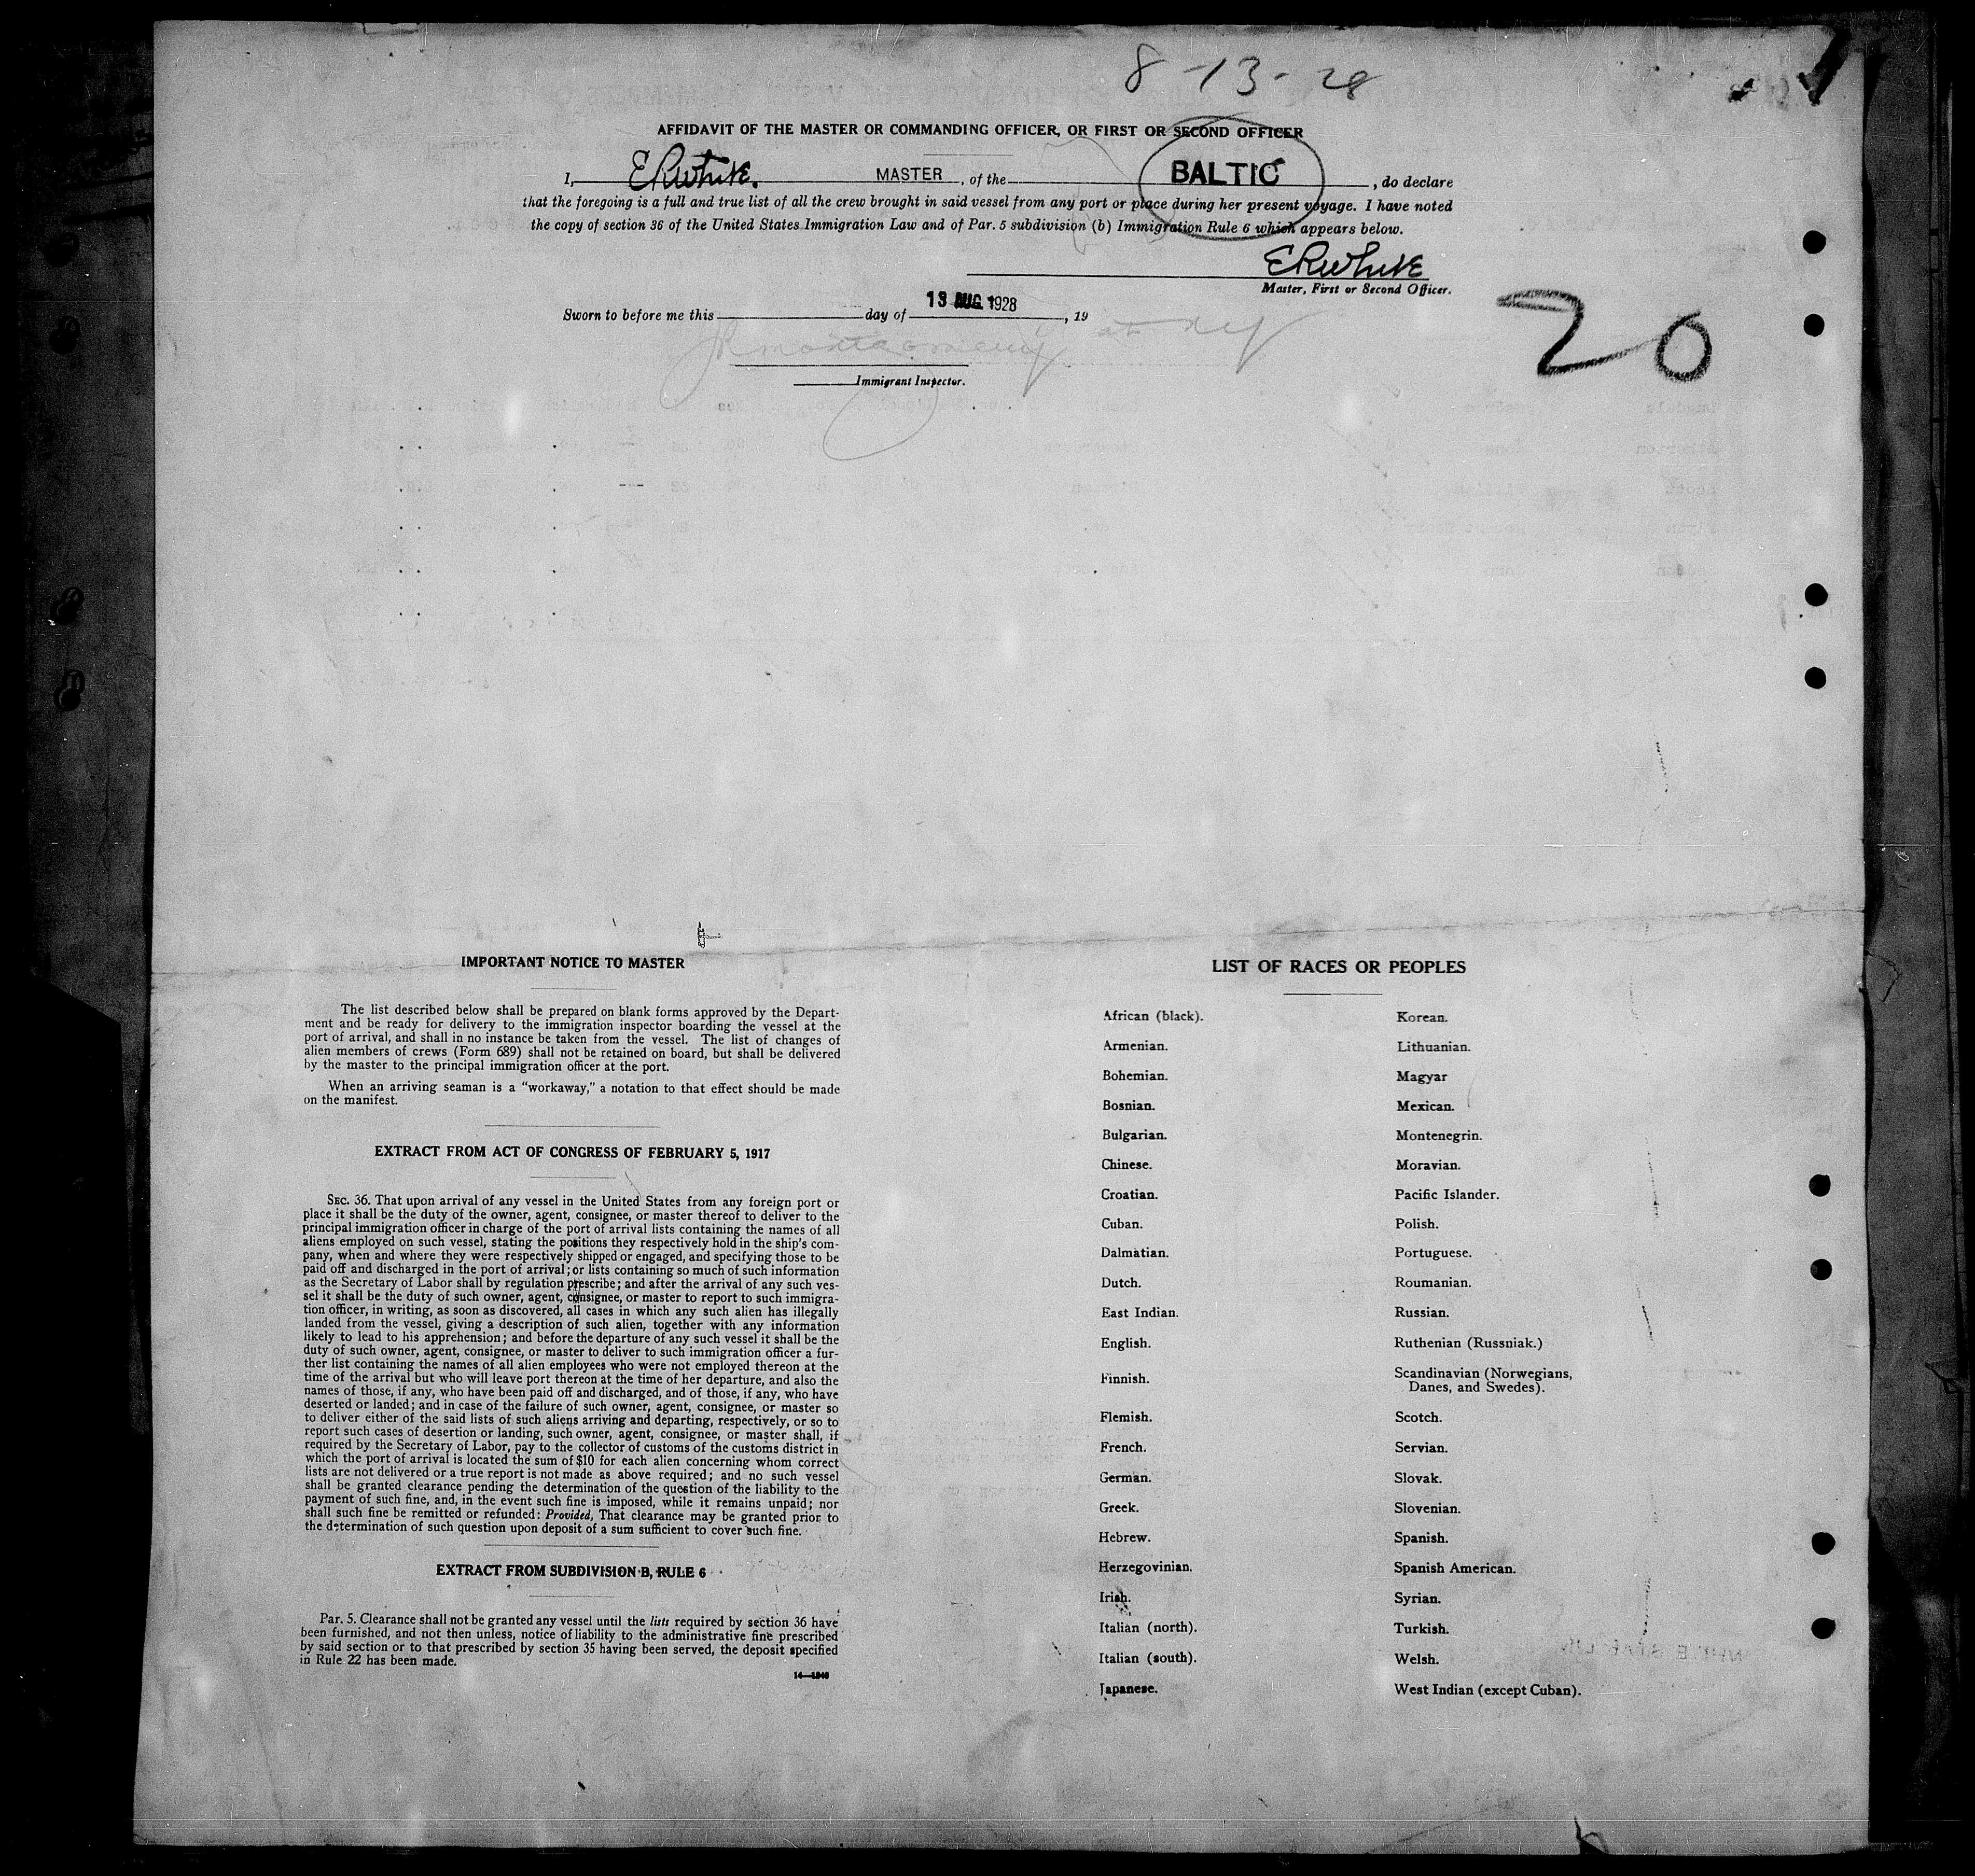 8-13-28
AFFIDAVIT OF THE MASTER OR COMMANDING OFFICER, OR FIRST OR SECOND OFFICER
I, ERWhite. MASTER, of the BALTIC, do declare
that the foregoing is a full and true list of all the crew brought in said vessel from any port or place during her present voyage. I have noted
the copy of section 36 of the United States Immigration Law and of Par. 5 subdivision (b) Immigration Rule 6 which appears below.
ERWhite
Master, First or Second Officer.
Sworn to before me this day of 13 AUG 1928, 19
20
Immigrant Inspector.
IMPORTANT NOTICE TO MASTER
The list described below shall be prepared on blank forms approved by the Depart-
ment and be ready for delivery to the immigration inspector boarding the vessel at the
port of arrival, and shall in no instance be taken from the vessel. The list of changes of
alien members of crews (Form 689) shall not be retained on board, but shall be delivered
by the master to the principal immigration officer at the port.
When an arriving seaman is a "workaway," a notation to that effect should be made
on the manifest.
EXTRACT FROM ACT OF CONGRESS OF FEBRUARY 5, 1917
SEC. 36. That upon arrival of any vessel in the United States from any foreign port or
place it shall be the duty of the owner, agent, consignee, or master thereof to deliver to the
principal immigration officer in charge of the port of arrival lists containing the names of all
aliens employed on such vessel, stating the positions they respectively hold in the ship's com-
pany, when and where they were respectively shipped or engaged, and specifying those to be
paid off and discharged in the port of arrival; or lists containing so much of such information
as the Secretary of Labor shall by regulation prescribe; and after the arrival of any such ves-
sel it shall be the duty of such owner, agent, consignee, or master to report to such immigra-
tion officer, in writing, as soon as discovered, all cases in which any such alien has illegally
landed from the vessel, giving a description of such alien, together with any information
likely to lead to his apprehension; and before the departure of any such vessel it shall be the
duty of such owner, agent, consignee, or master to deliver to such immigration officer a fur-
ther list containing the names of all alien employees who were not employed thereon at the
time of the arrival but who will leave port thereon at the time of her departure, and also the
names of those, if any, who have been paid off and discharged, and of those, if any, who have
deserted or landed; and in case of the failure of such owner, agent, consignee, or master so
to deliver either of the said lists of such aliens arriving and departing, respectively, or so to
report such cases of desertion or landing, such owner, agent, consignee, or master shall, if
required by the Secretary of Labor, pay to the collector of customs of the customs district in
which the port of arrival is located the sum of $10 for each alien concerning whom correct
lists are not delivered or a true report is not made as above required; and no such vessel
shall be granted clearance pending the determination of the question of the liability to the
payment of such fine, and, in the event such fine is imposed, while it remains unpaid; nor
shall such fine be remitted or refunded: Provided, That clearance may be granted prior to
the determination of such question upon deposit of a sum sufficient to cover such fine.
EXTRACT FROM SUBDIVISION B, RULE 6
Par. 5. Clearance shall not be granted any vessel until the lists required by section 36 have
been furnished, and not then unless, notice of liability to the administrative fine prescribed
by said section or to that prescribed by section 35 having been served, the deposit specified
in Rule 22 has been made.
LIST OF RACES OR PEOPLES
African (black).
Armenian.
Bohemian.
Bosnian.
Bulgarian.
Chinese.
Croatian.
Cuban.
Dalmatian.
Dutch.
East Indian.
English.
Finnish.
Flemish.
French.
German.
Greek.
Hebrew.
Herzegovinian.
Irish.
Italian (north).
Italian (south).
Japanese.
Korean.
Lithuanian.
Magyar
Mexican.
Montenegrin.
Moravian.
Pacific Islander.
Polish.
Portuguese.
Roumanian.
Russian.
Ruthenian (Russniak.)
Scandinavian (Norwegians,
Danes, and Swedes).
Scotch.
Servian.
Slovak.
Slovenian.
Spanish.
Spanish American.
Syrian.
Turkish.
Welsh.
West Indian (except Cuban).